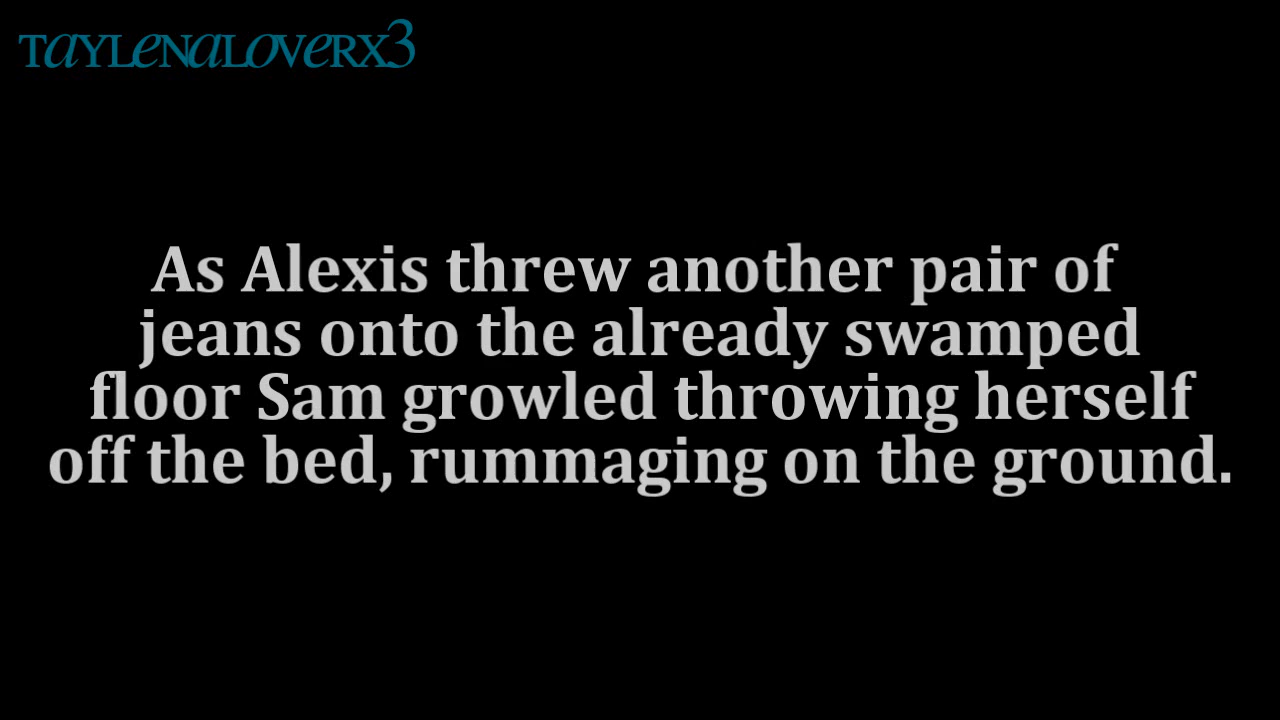 TaYLeNaLoVeRX3
As Alexis threw another pair of
jeans onto the already swamped
floor Sam growled throwing herself
off the bed, rummaging on the ground.